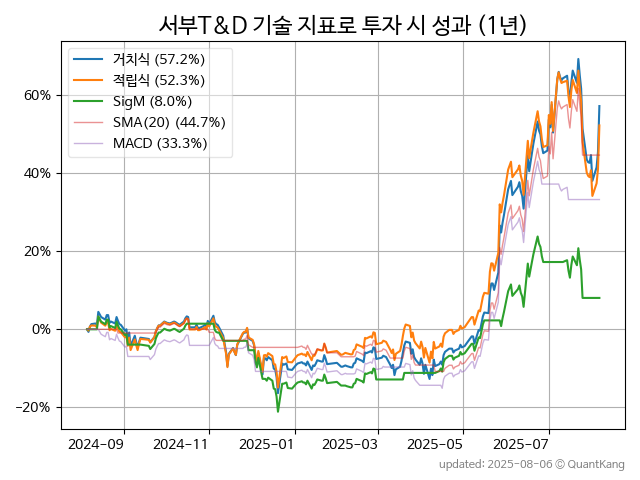 서부T&D 기술 지표로 투자 시 성과 (1년)
거치식 (57.2%)
적립식 (52.3%)
SigM (8.0%)
SMA(20) (44.7%)
MACD (33.3%)
60%
40%
20%
0%
−20%
2024-09 2024-11 2025-01 2025-03 2025-05 2025-07
updated: 2025-08-06 © QuantKang